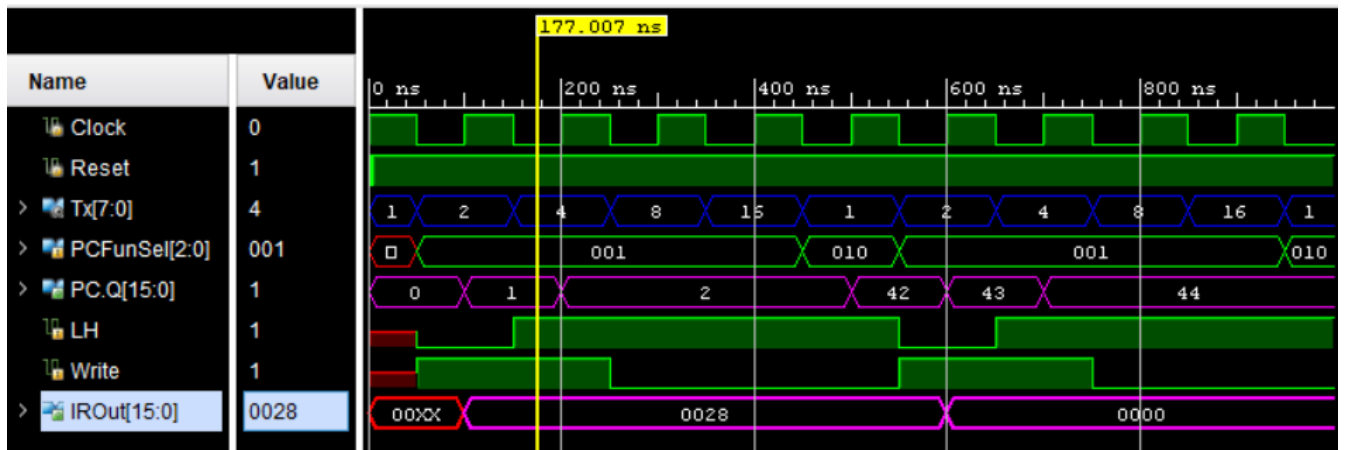 177.007 ns
Name Value
0 ns 200 ns 400 ns 600 ns 800 ns
Clock 0
Reset 1
Tx[7:0] 4 1 2 4 8 16 1 2 4 8 16 1
PCFunSel[2:0] 001 001 010 001 010
PC.Q[15:0] 1 0 1 2 42 43 44
LH 1
Write 1
IROut[15:0] 0028 00XX 0028 0000